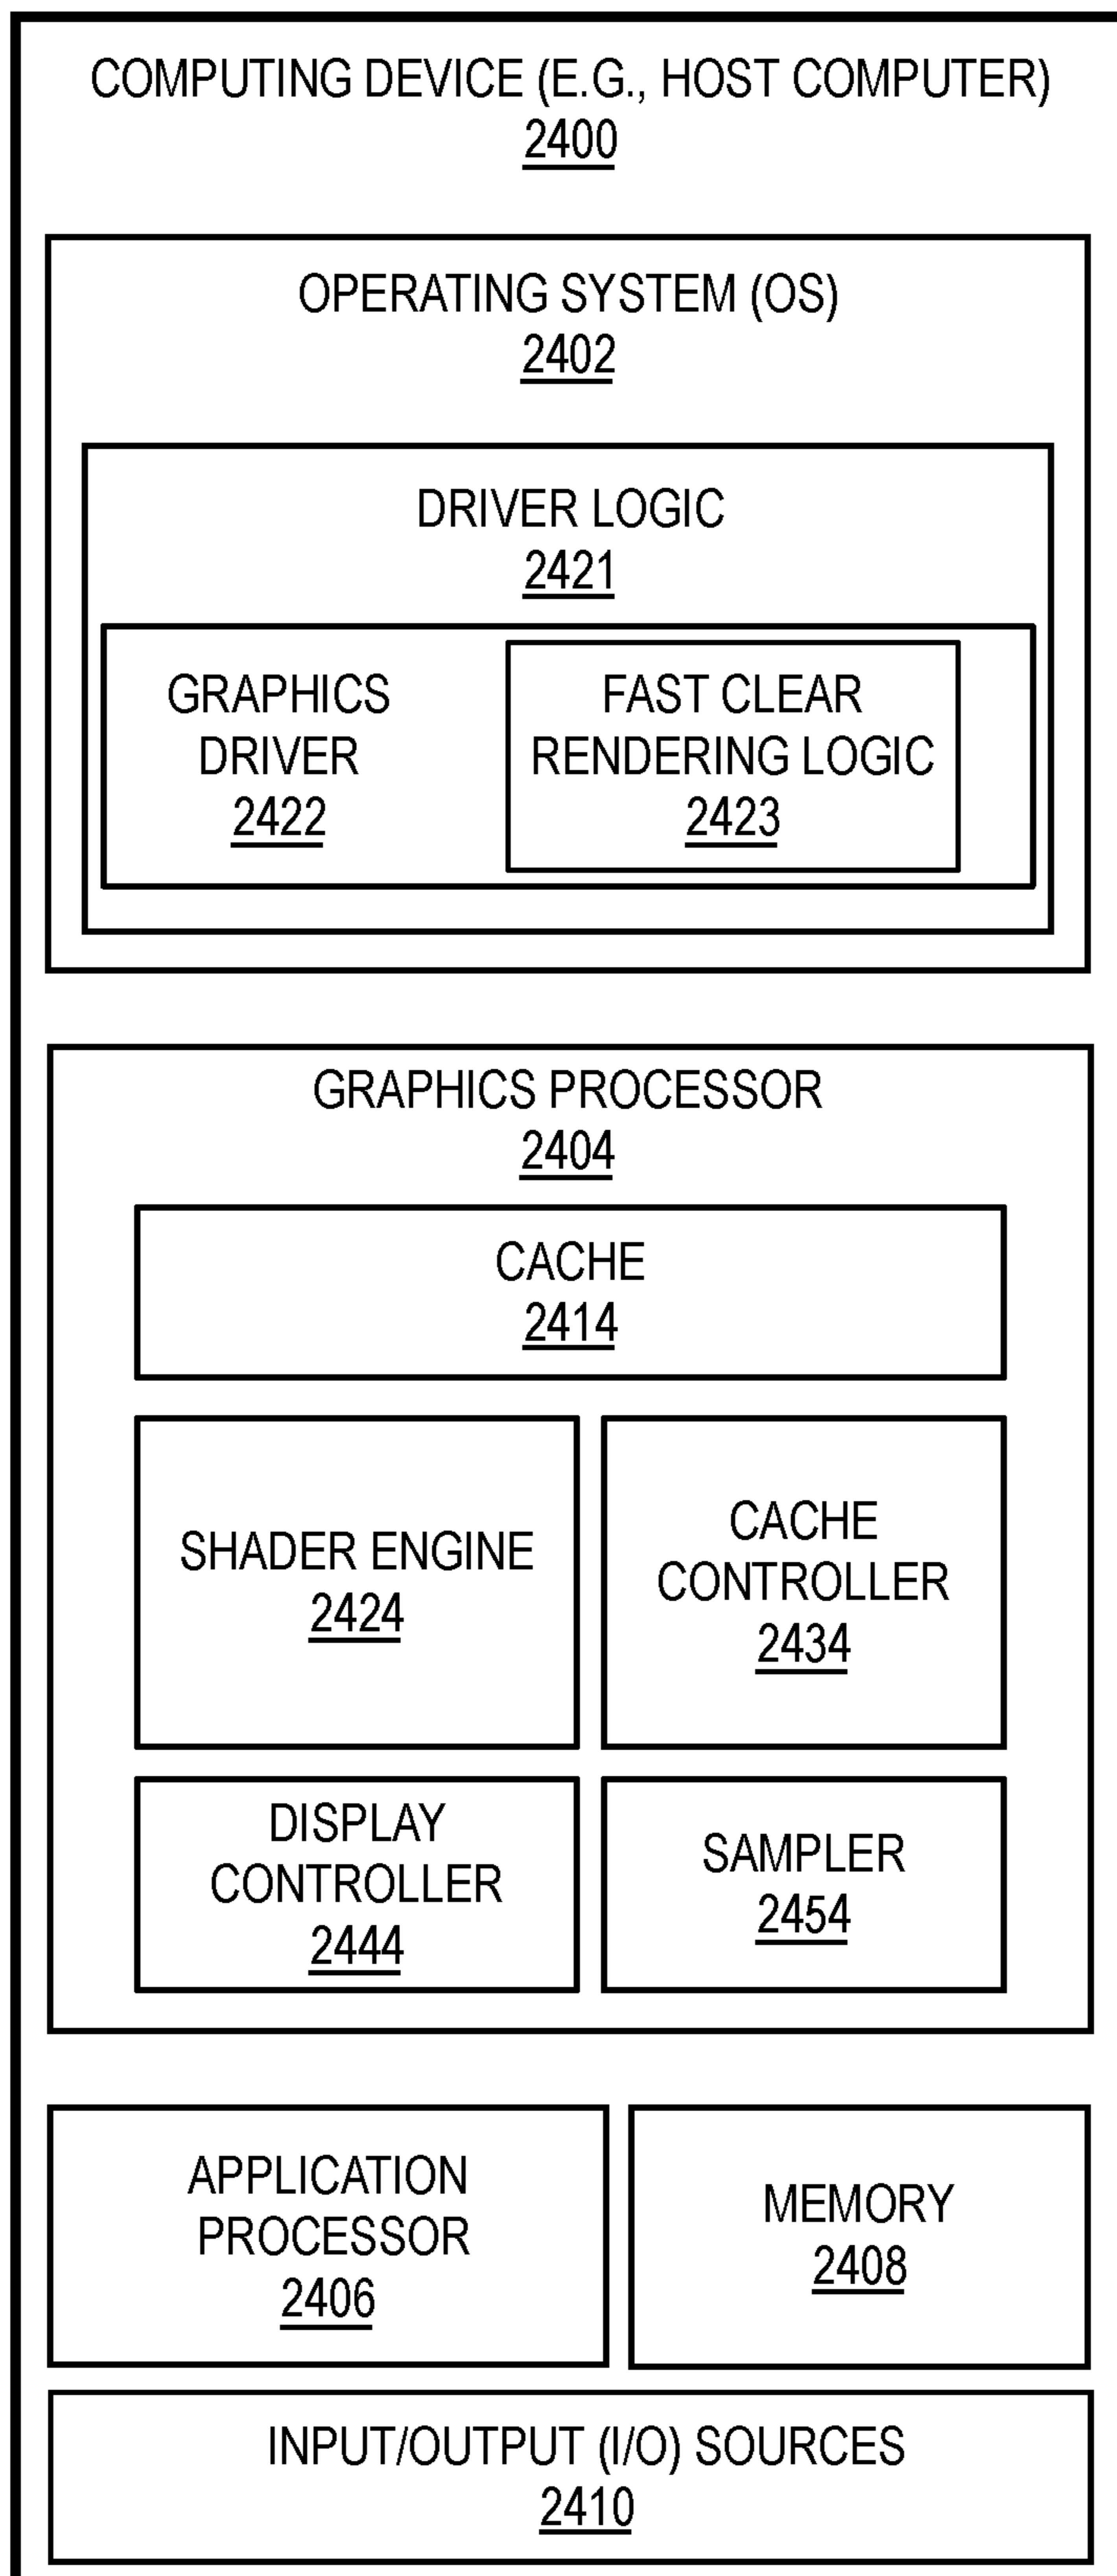 COMPUTING DEVICE (E.G., HOST COMPUTER)
2400
OPERATING SYSTEM (OS)
2402
DRIVER LOGIC
2421
GRAPHICS
DRIVER
2422
FAST CLEAR
RENDERING LOGIC
2423
GRAPHICS PROCESSOR
2404
CACHE
2414
SHADER ENGINE
2424
CACHE
CONTROLLER
2434
DISPLAY
CONTROLLER
2444
SAMPLER
2454
APPLICATION
PROCESSOR
2406
MEMORY
2408
INPUT/OUTPUT (I/O) SOURCES
2410